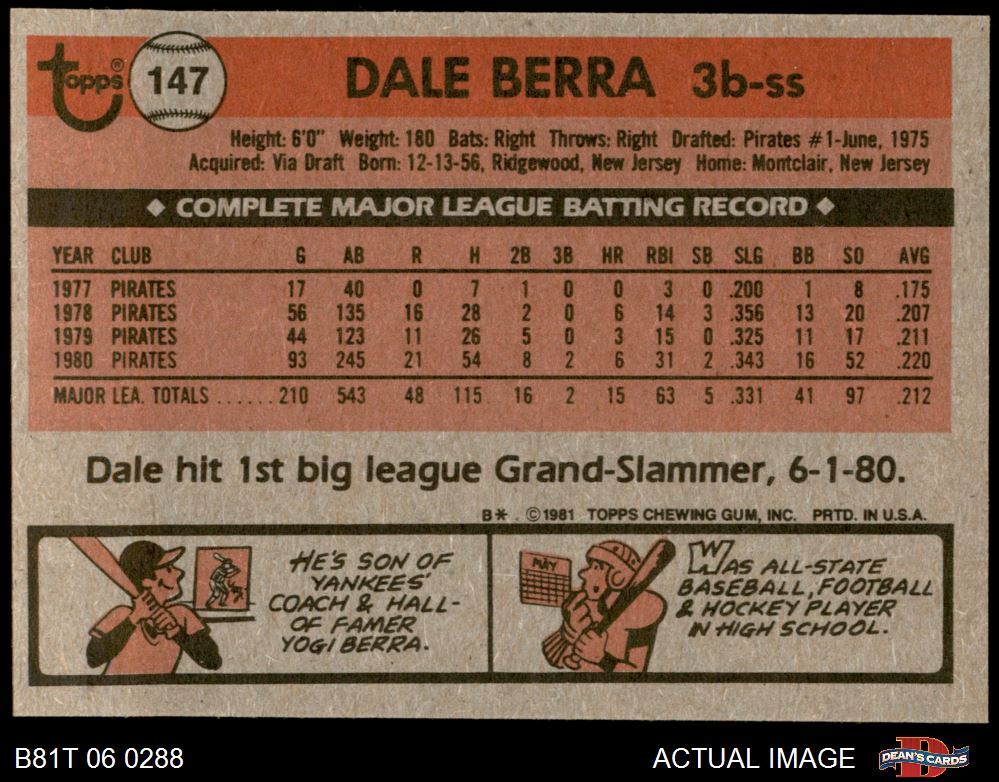 Topps® 147 DALE BERRA 3b-ss
Height: 6'0" Weight: 180 Bats: Right Throws: Right Drafted: Pirates #1-June, 1975
Acquired: Via Draft Born: 12-13-56, Ridgewood, New Jersey Home: Montclair, New Jersey
◆ COMPLETE MAJOR LEAGUE BATTING RECORD ◆
YEAR CLUB G AB R H 2B 3B HR RBI SB SLG BB SO AVG
1977 PIRATES 17 40 0 7 1 0 0 3 0 .200 1 8 .175
1978 PIRATES 56 135 16 28 2 0 6 14 3 .356 13 20 .207
1979 PIRATES 44 123 11 26 5 0 3 15 0 .325 11 17 .211
1980 PIRATES 93 245 21 54 8 2 6 31 2 .343 16 52 .220
MAJOR LEA. TOTALS ......210 543 48 115 16 2 15 63 5 .331 41 97 .212
Dale hit 1st big league Grand-Slammer, 6-1-80.
B* . ©1981 TOPPS CHEWING GUM, INC. PRTD. IN U.S.A.
HE'S SON OF
YANKEES'
COACH & HALL-
OF FAMER
YOGI BERRA.
MAY
WAS ALL-STATE
BASEBALL, FOOTBALL
& HOCKEY PLAYER
IN HIGH SCHOOL.
B81T 06 0288 ACTUAL IMAGE DEAN'S CARDS